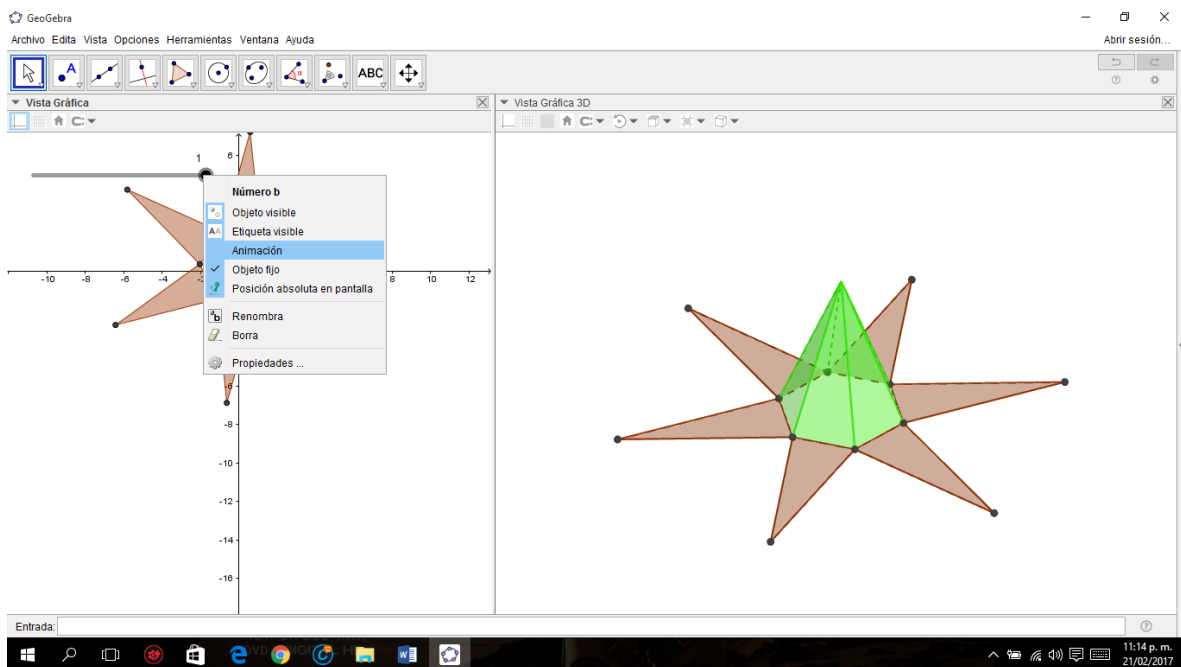 GeoGebra
Archivo Edita Vista Opciones Herramientas Ventana Ayuda
Abrir sesión...
ABC
Vista Gráfica
Vista Gráfica 3D
1
6
Número b
Objeto visible
AA Etiqueta visible
Animación
Objeto fijo
Posición absoluta en pantalla
Renombra
Borra
Propiedades ...
-10 -8 -6 -4 8 10 12
-6
-8
-10
-12
-14
-16
Entrada:
11:14 p. m.
21/02/2017